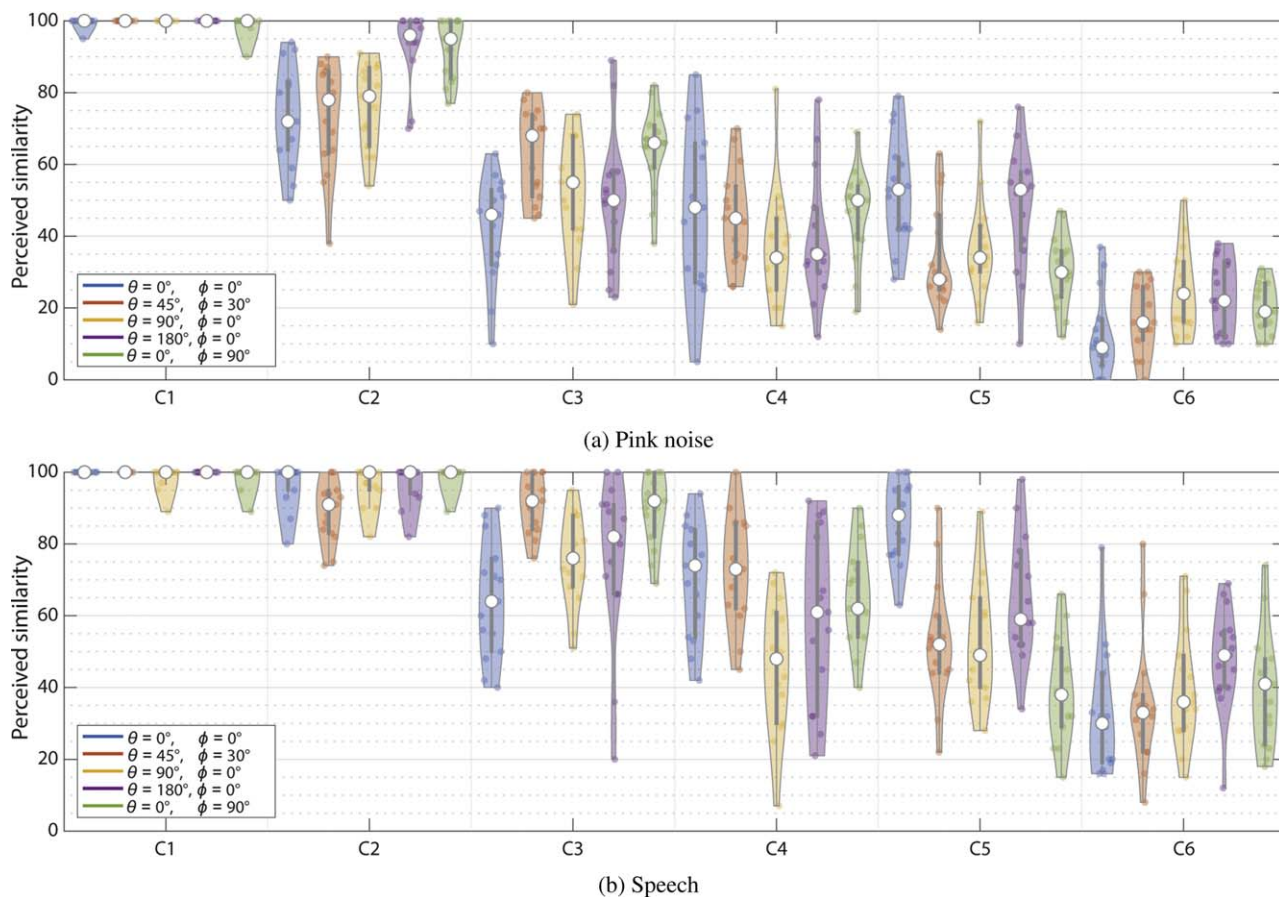 100
80
60
40
20
0
Perceived similarity
θ = 0°, ϕ = 0°
θ = 45°, ϕ = 30°
θ = 90°, ϕ = 0°
θ = 180°, ϕ = 0°
θ = 0°, ϕ = 90°
C1 C2 C3 C4 C5 C6
(a) Pink noise
100
80
60
40
20
0
Perceived similarity
θ = 0°, ϕ = 0°
θ = 45°, ϕ = 30°
θ = 90°, ϕ = 0°
θ = 180°, ϕ = 0°
θ = 0°, ϕ = 90°
C1 C2 C3 C4 C5 C6
(b) Speech